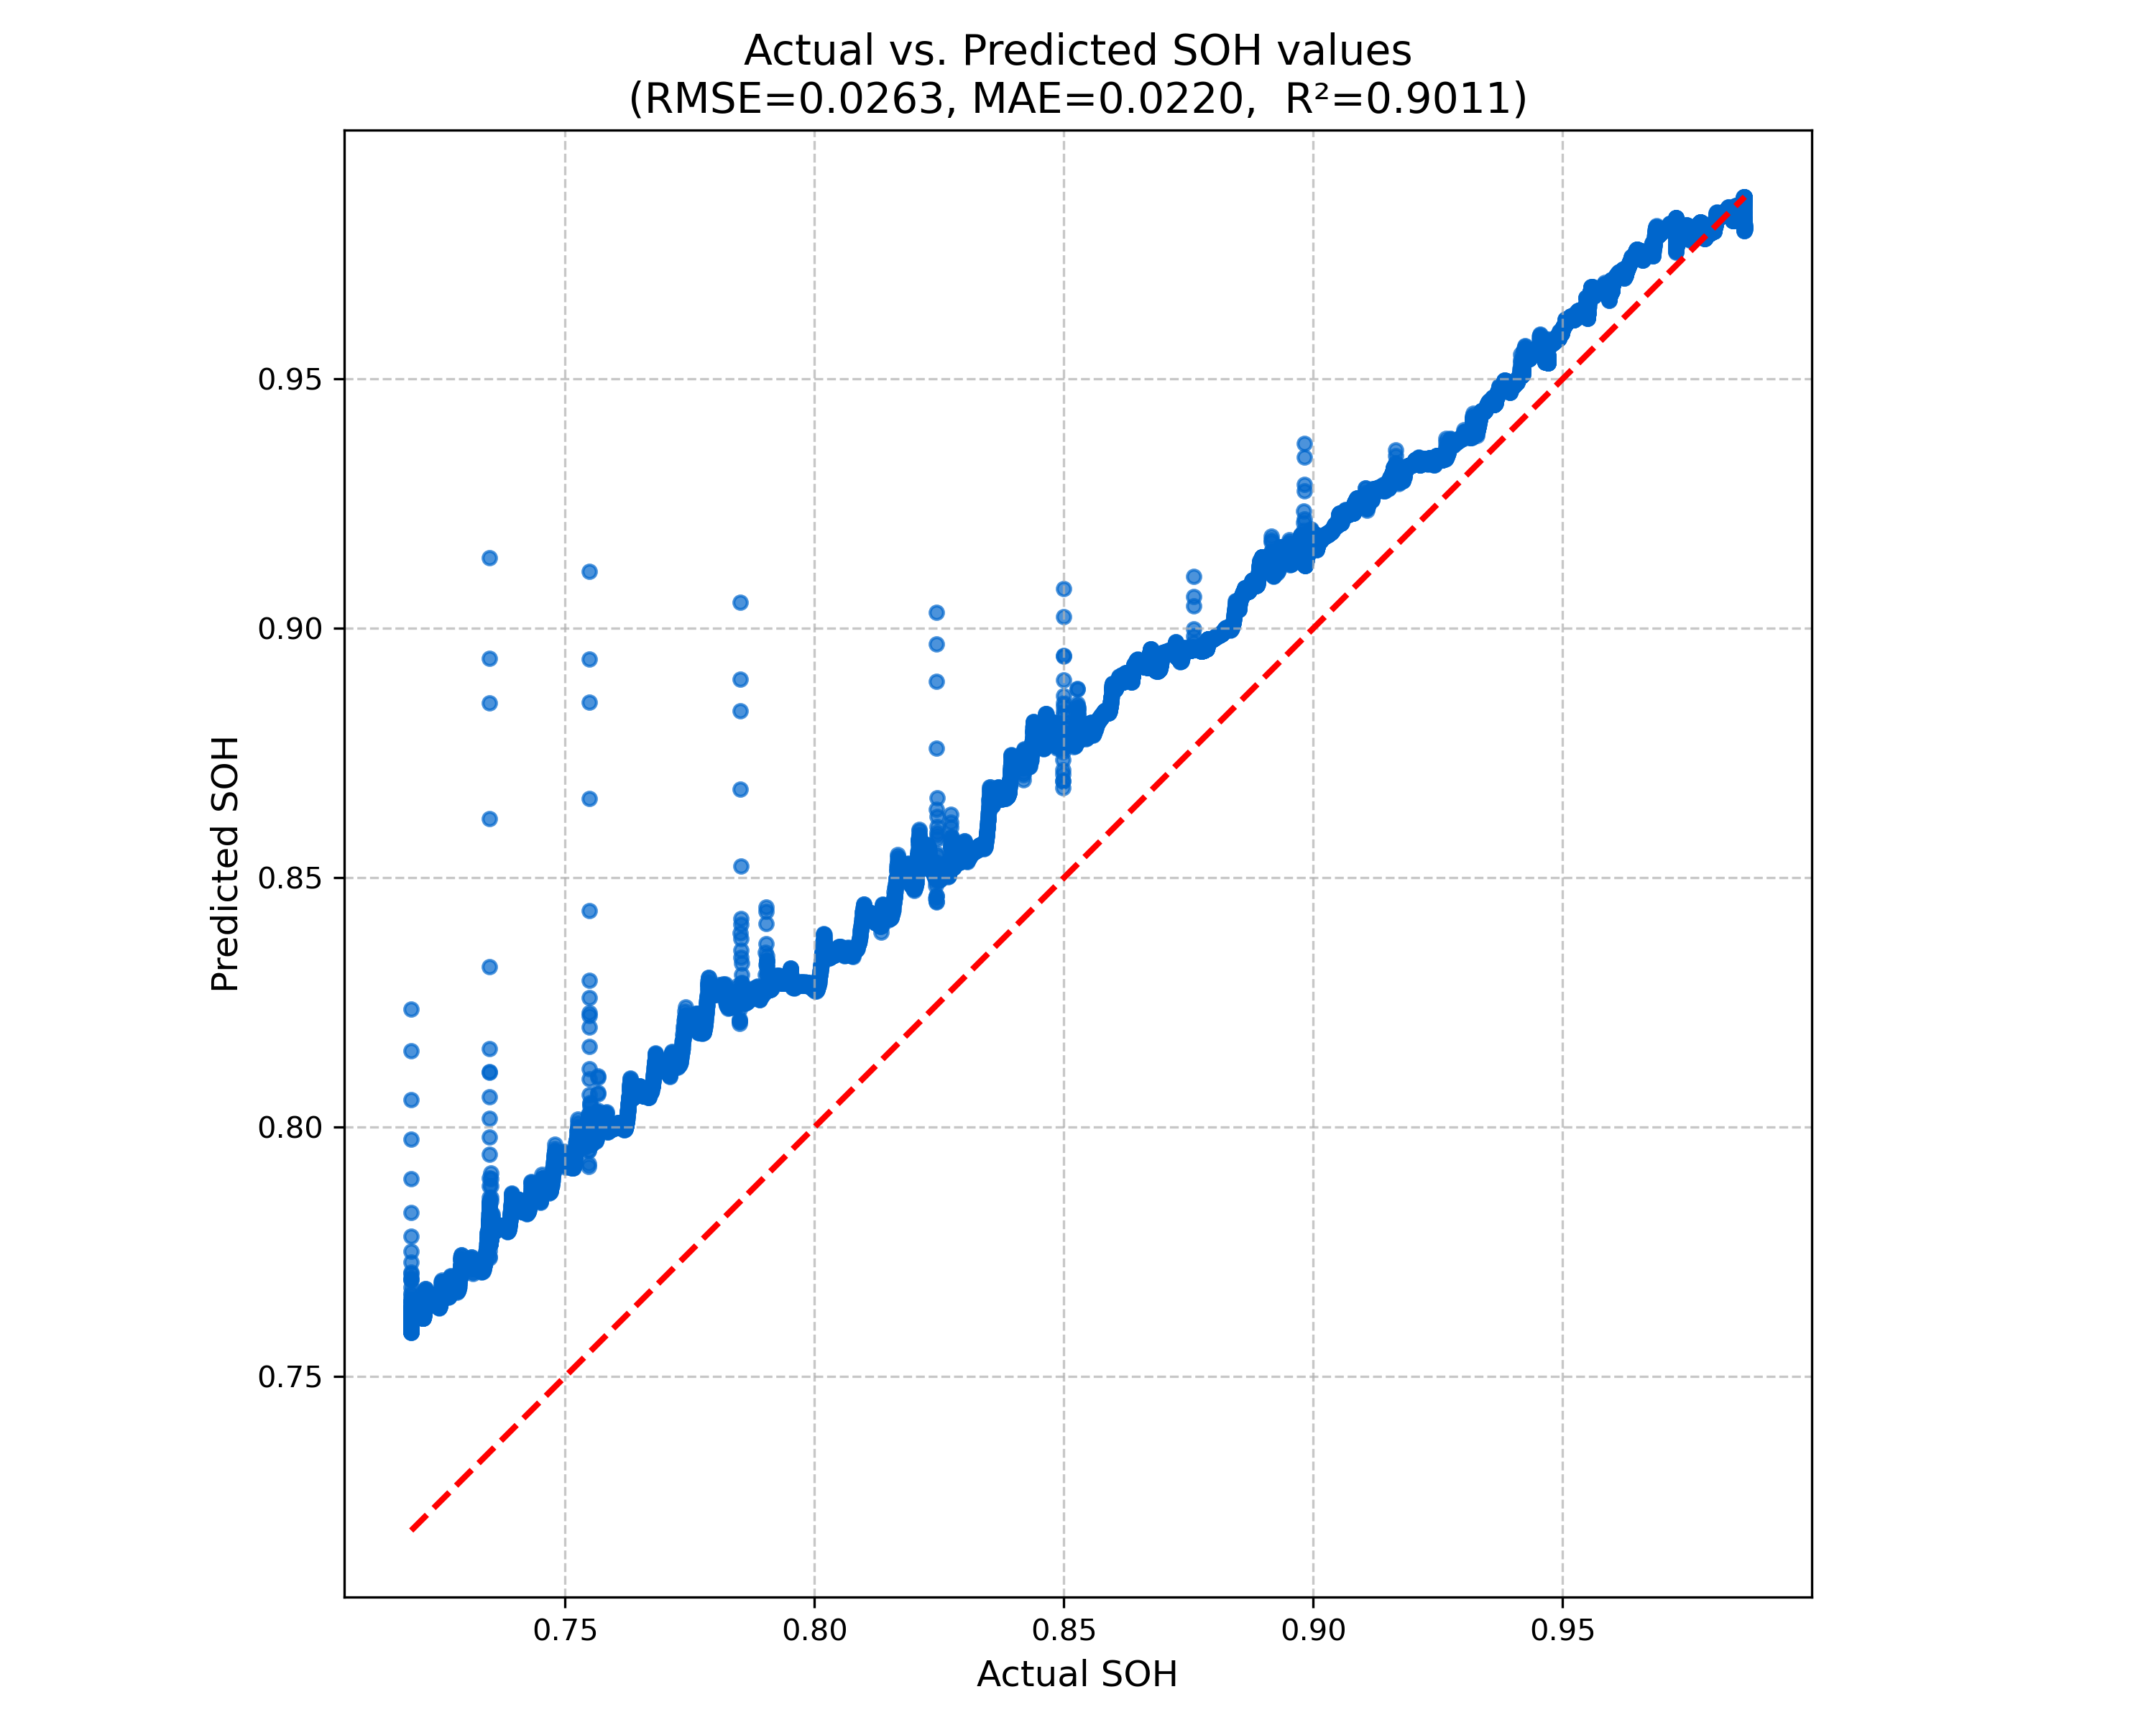 Actual vs. Predicted SOH values
(RMSE=0.0263, MAE=0.0220,  R²=0.9011)
Predicted SOH
0.95
0.90
0.85
0.80
0.75
0.75
0.80
0.85
0.90
0.95
Actual SOH